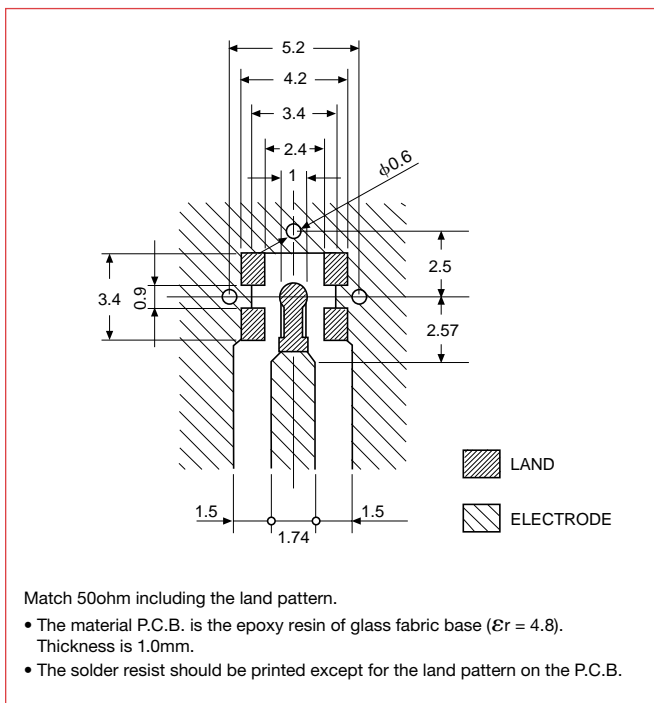 5.2
4.2
3.4
2.4
1
ϕ0.6
2.5
3.4
0.9
2.57
LAND
1.5
1.5
ELECTRODE
1.74
Match 50ohm including the land pattern.
• The material P.C.B. is the epoxy resin of glass fabric base (εr = 4.8).
Thickness is 1.0mm.
• The solder resist should be printed except for the land pattern on the P.C.B.